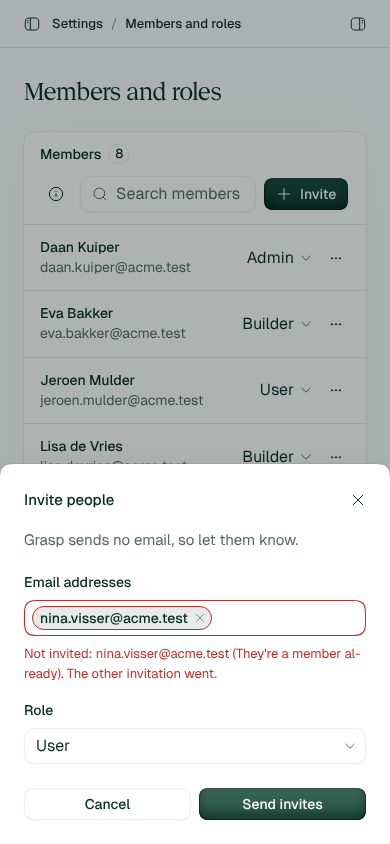 Settings / Members and roles
Members and roles
Members 8
Search members
Invite
Daan Kuiper
daan.kuiper@acme.test
Admin
Eva Bakker
eva.bakker@acme.test
Builder
Jeroen Mulder
jeroen.mulder@acme.test
User
Lisa de Vries
Builder
Invite people
Grasp sends no email, so let them know.
Email addresses
nina.visser@acme.test
Not invited: nina.visser@acme.test (They're a member al-
ready). The other invitation went.
Role
User
Cancel
Send invites